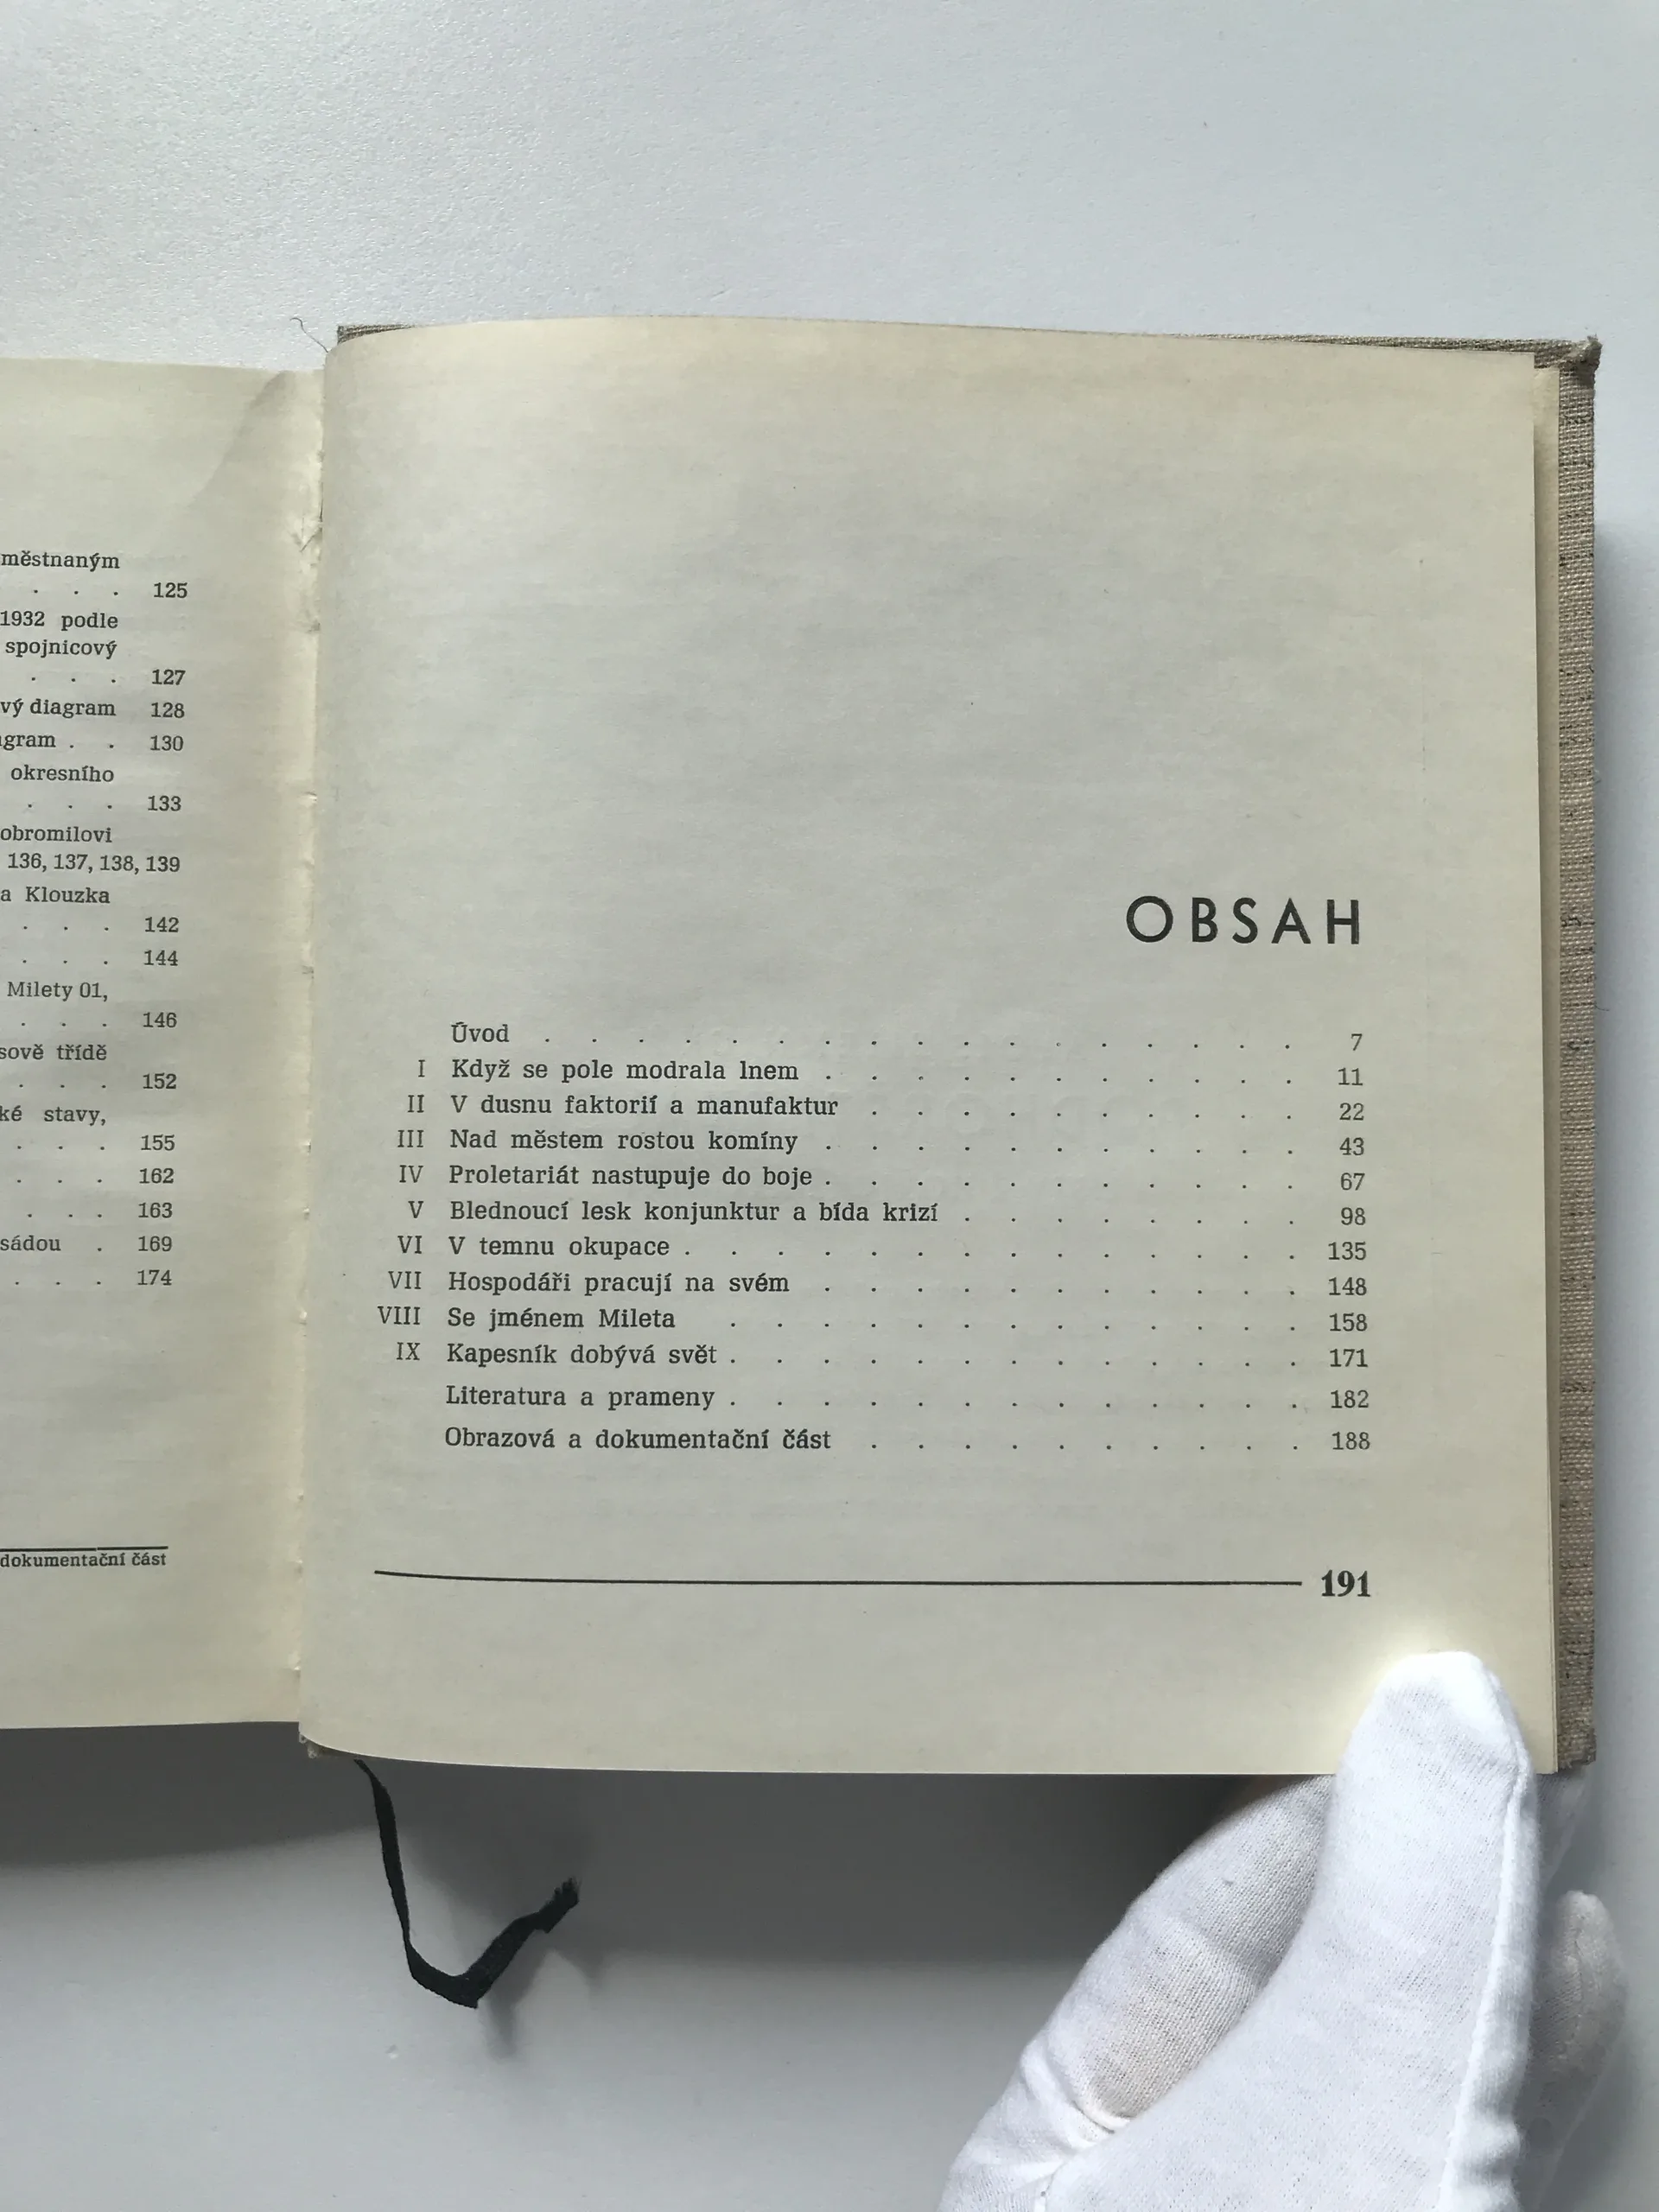 městnaným
. . . 125
1932 podle
spojnicový
. . . 127
vý diagram 128
gram . . 130
okresního
. . . 133
obromilovi
136, 137, 138, 139
a Klouzka
. . . 142
. . . 144
Milety 01,
. . . 146
sově třídě
. . . 152
ké stavy,
. . . 155
. . . 162
. . . 163
sádou . 169
. . . 174
dokumentační část
OBSAH
Úvod . . . . . . . . . . . . . . . . . 7
I Když se pole modrala lnem . . . . . . . . . . . 11
II V dusnu faktorií a manufaktur . . . . . . . . . . 22
III Nad městem rostou komíny . . . . . . . . . . . 43
IV Proletariát nastupuje do boje . . . . . . . . . . . 67
V Blednoucí lesk konjunktur a bída krizí . . . . . . . . 98
VI V temnu okupace . . . . . . . . . . . . . . 135
VII Hospodáři pracují na svém . . . . . . . . . . . 148
VIII Se jménem Mileta . . . . . . . . . . . . . 158
IX Kapesník dobývá svět . . . . . . . . . . . . . 171
Literatura a prameny . . . . . . . . . . . . . 182
Obrazová a dokumentační část . . . . . . . . . . 188
191